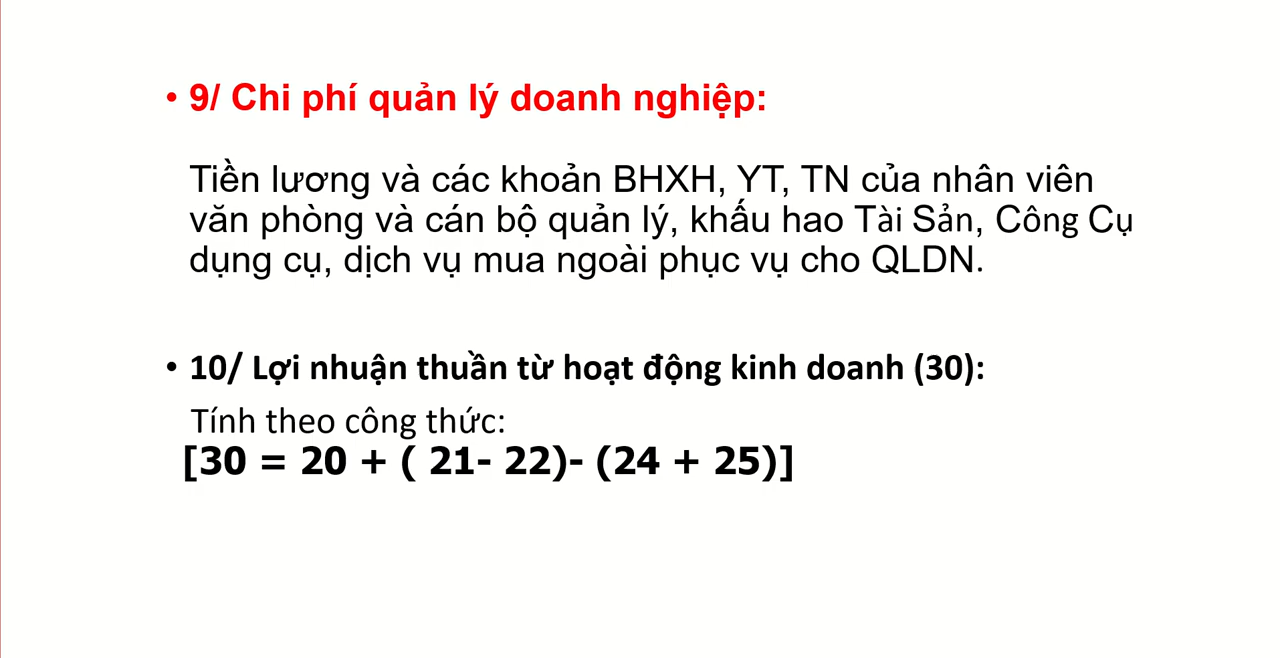 • 9/ Chi phí quản lý doanh nghiệp:
Tiền lương và các khoản BHXH, YT, TN của nhân viên
văn phòng và cán bộ quản lý, khấu hao Tài Sản, Công Cụ
dụng cụ, dịch vụ mua ngoài phục vụ cho QLDN.
• 10/ Lợi nhuận thuần từ hoạt động kinh doanh (30):
Tính theo công thức:
[30 = 20 + ( 21- 22)- (24 + 25)]